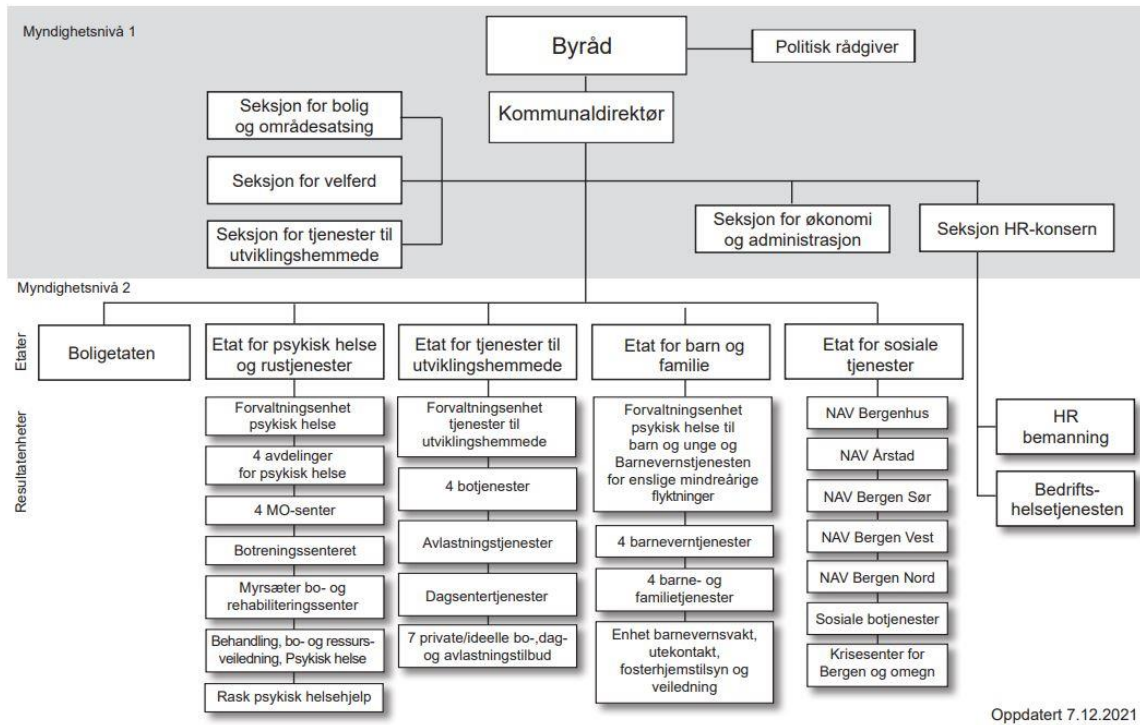 Myndighetsnivå 1
Byråd
Politisk rådgiver
Kommunaldirektør
Seksjon for bolig
og områdesatsing
Seksjon for velferd
Seksjon for tjenester til
utviklingshemmede
Seksjon for økonomi
og administrasjon
Seksjon HR-konsern
Myndighetsnivå 2
Etater
Boligetaten
Etat for psykisk helse
og rustjenester
Etat for tjenester til
utviklingshemmede
Etat for barn og
familie
Etat for sosiale
tjenester
Resultatenheter
Forvaltningsenhet
psykisk helse
4 avdelinger
for psykisk helse
4 MO-senter
Botreningssenteret
Myrsæter bo- og
rehabiliteringssenter
Behandling, bo- og ressurs-
veiledning, Psykisk helse
Rask psykisk helsehjelp
Forvaltningsenhet
tjenester til
utviklingshemmede
4 botjenester
Avlastningstjenester
Dagsentertjenester
7 private/ideelle bo-,dag-
og avlastningstilbud
Forvaltningsenhet
psykisk helse til
barn og unge og
Barnevernstjenesten
for enslige mindreårige
flyktninger
4 barneverntjenester
4 barne- og
familietjenester
Enhet barnevernsvakt,
utekontakt,
fosterhjemstilsyn og
veiledning
NAV Bergenhus
NAV Årstad
NAV Bergen Sør
NAV Bergen Vest
NAV Bergen Nord
Sosiale botjenester
Krisesenter for
Bergen og omegn
HR
bemanning
Bedrifts-
helsetjenesten
Oppdatert 7.12.2021